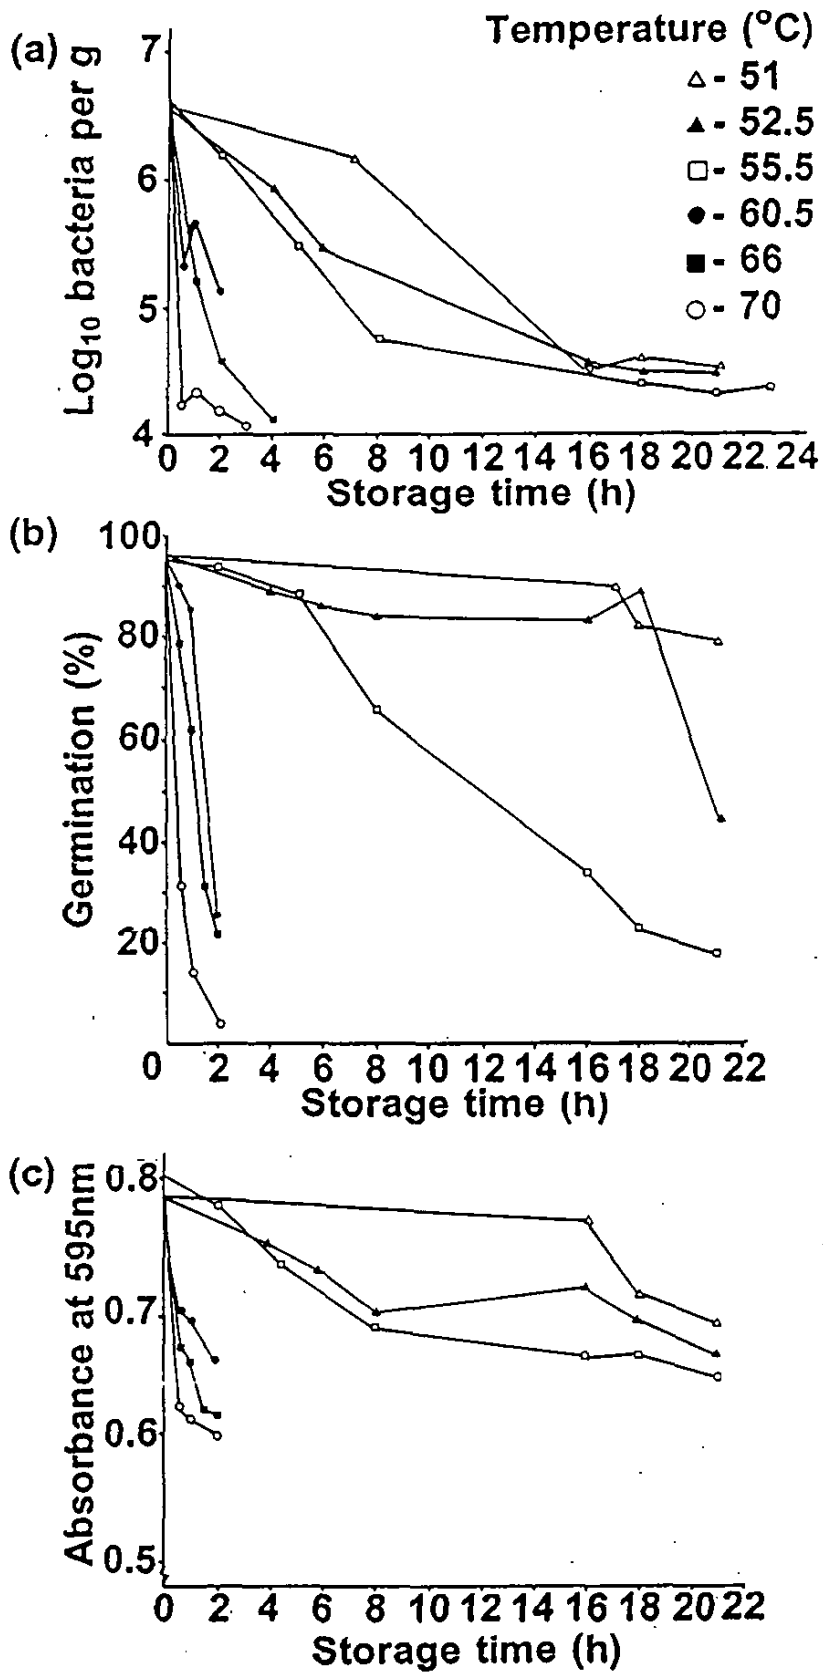 (a)
Temperature (°C)
△- 51
▲- 52.5
□- 55.5
●- 60.5
■- 66
○- 70
Log10 bacteria per g
7
6
5
4
0 2 4 6 8 10 12 14 16 18 20 22 24
Storage time (h)
(b)
Germination (%)
100
80
60
40
20
0 2 4 6 8 10 12 14 16 18 20 22
Storage time (h)
(c)
Absorbance at 595nm
0.8
0.7
0.6
0.5
0 2 4 6 8 10 12 14 16 18 20 22
Storage time (h)